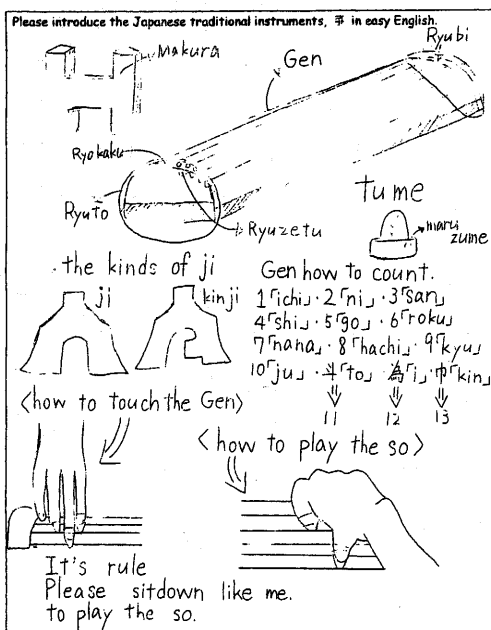 Please introduce the Japanese traditional instruments, in easy English.
Makura
Gen
Ryubi
Ryokaku
Ryuto
Ryuzetu
tume
maru zume
the kinds of ji
ji
kinji
Gen how to count.
1「ichi」・2「ni」・3「san」
4「shi」・5「go」・6「roku」
7「nana」・8「hachi」・9「kyu」
10「ju」・斗「to」・為「i」・巾「kin」
11 12 13
<how to touch the Gen>
<how to play the so>
It's rule
Please sitdown like me.
to play the so.